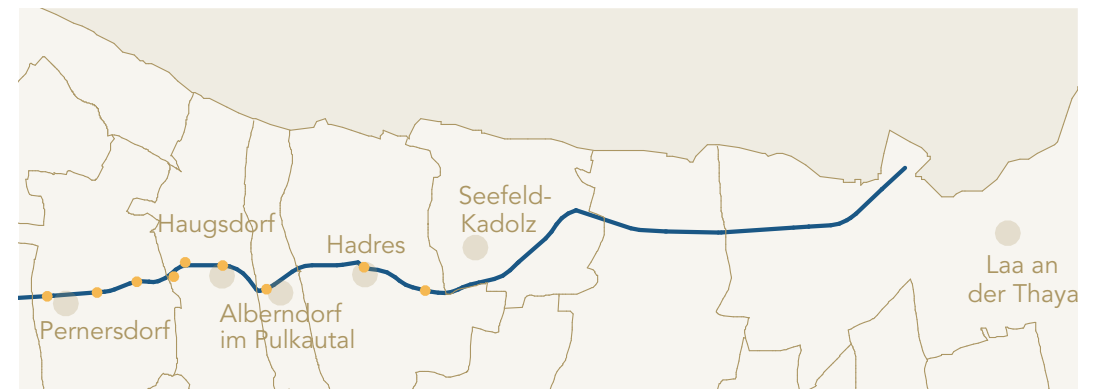 Seefeld-
Kadolz
Haugsdorf
Hadres
Laa an
der Thaya
Alberndorf
im Pulkautal
Pernersdorf